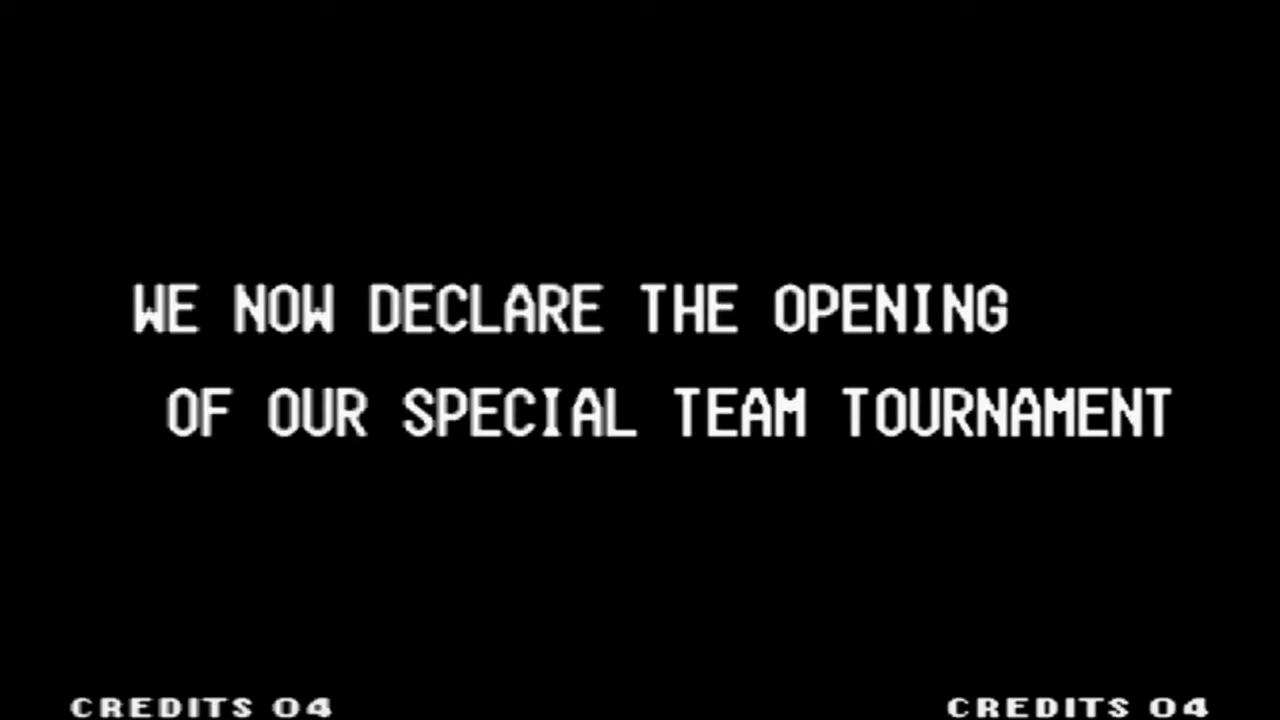 WE NOW DECLARE THE OPENING
OF OUR SPECIAL TEAM TOURNAMENT
CREDITS 04
CREDITS 04